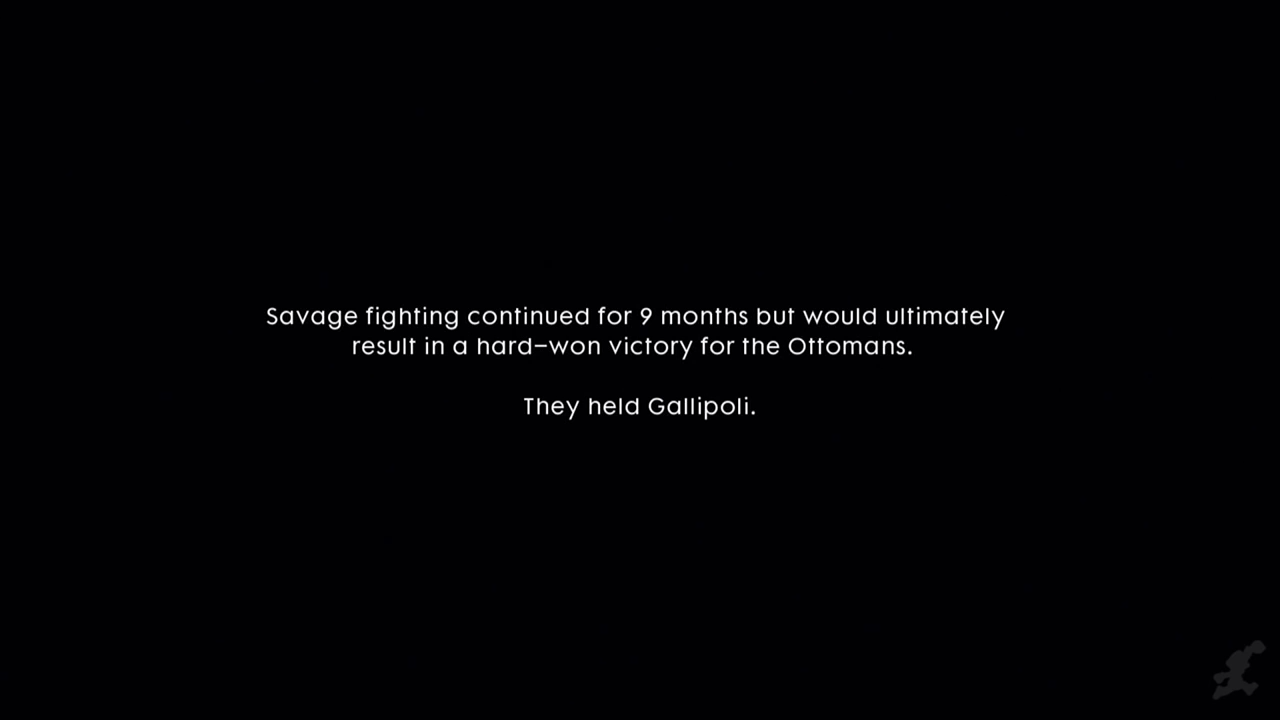 Savage fighting continued for 9 months but would ultimately
result in a hard–won victory for the Ottomans.
They held Gallipoli.